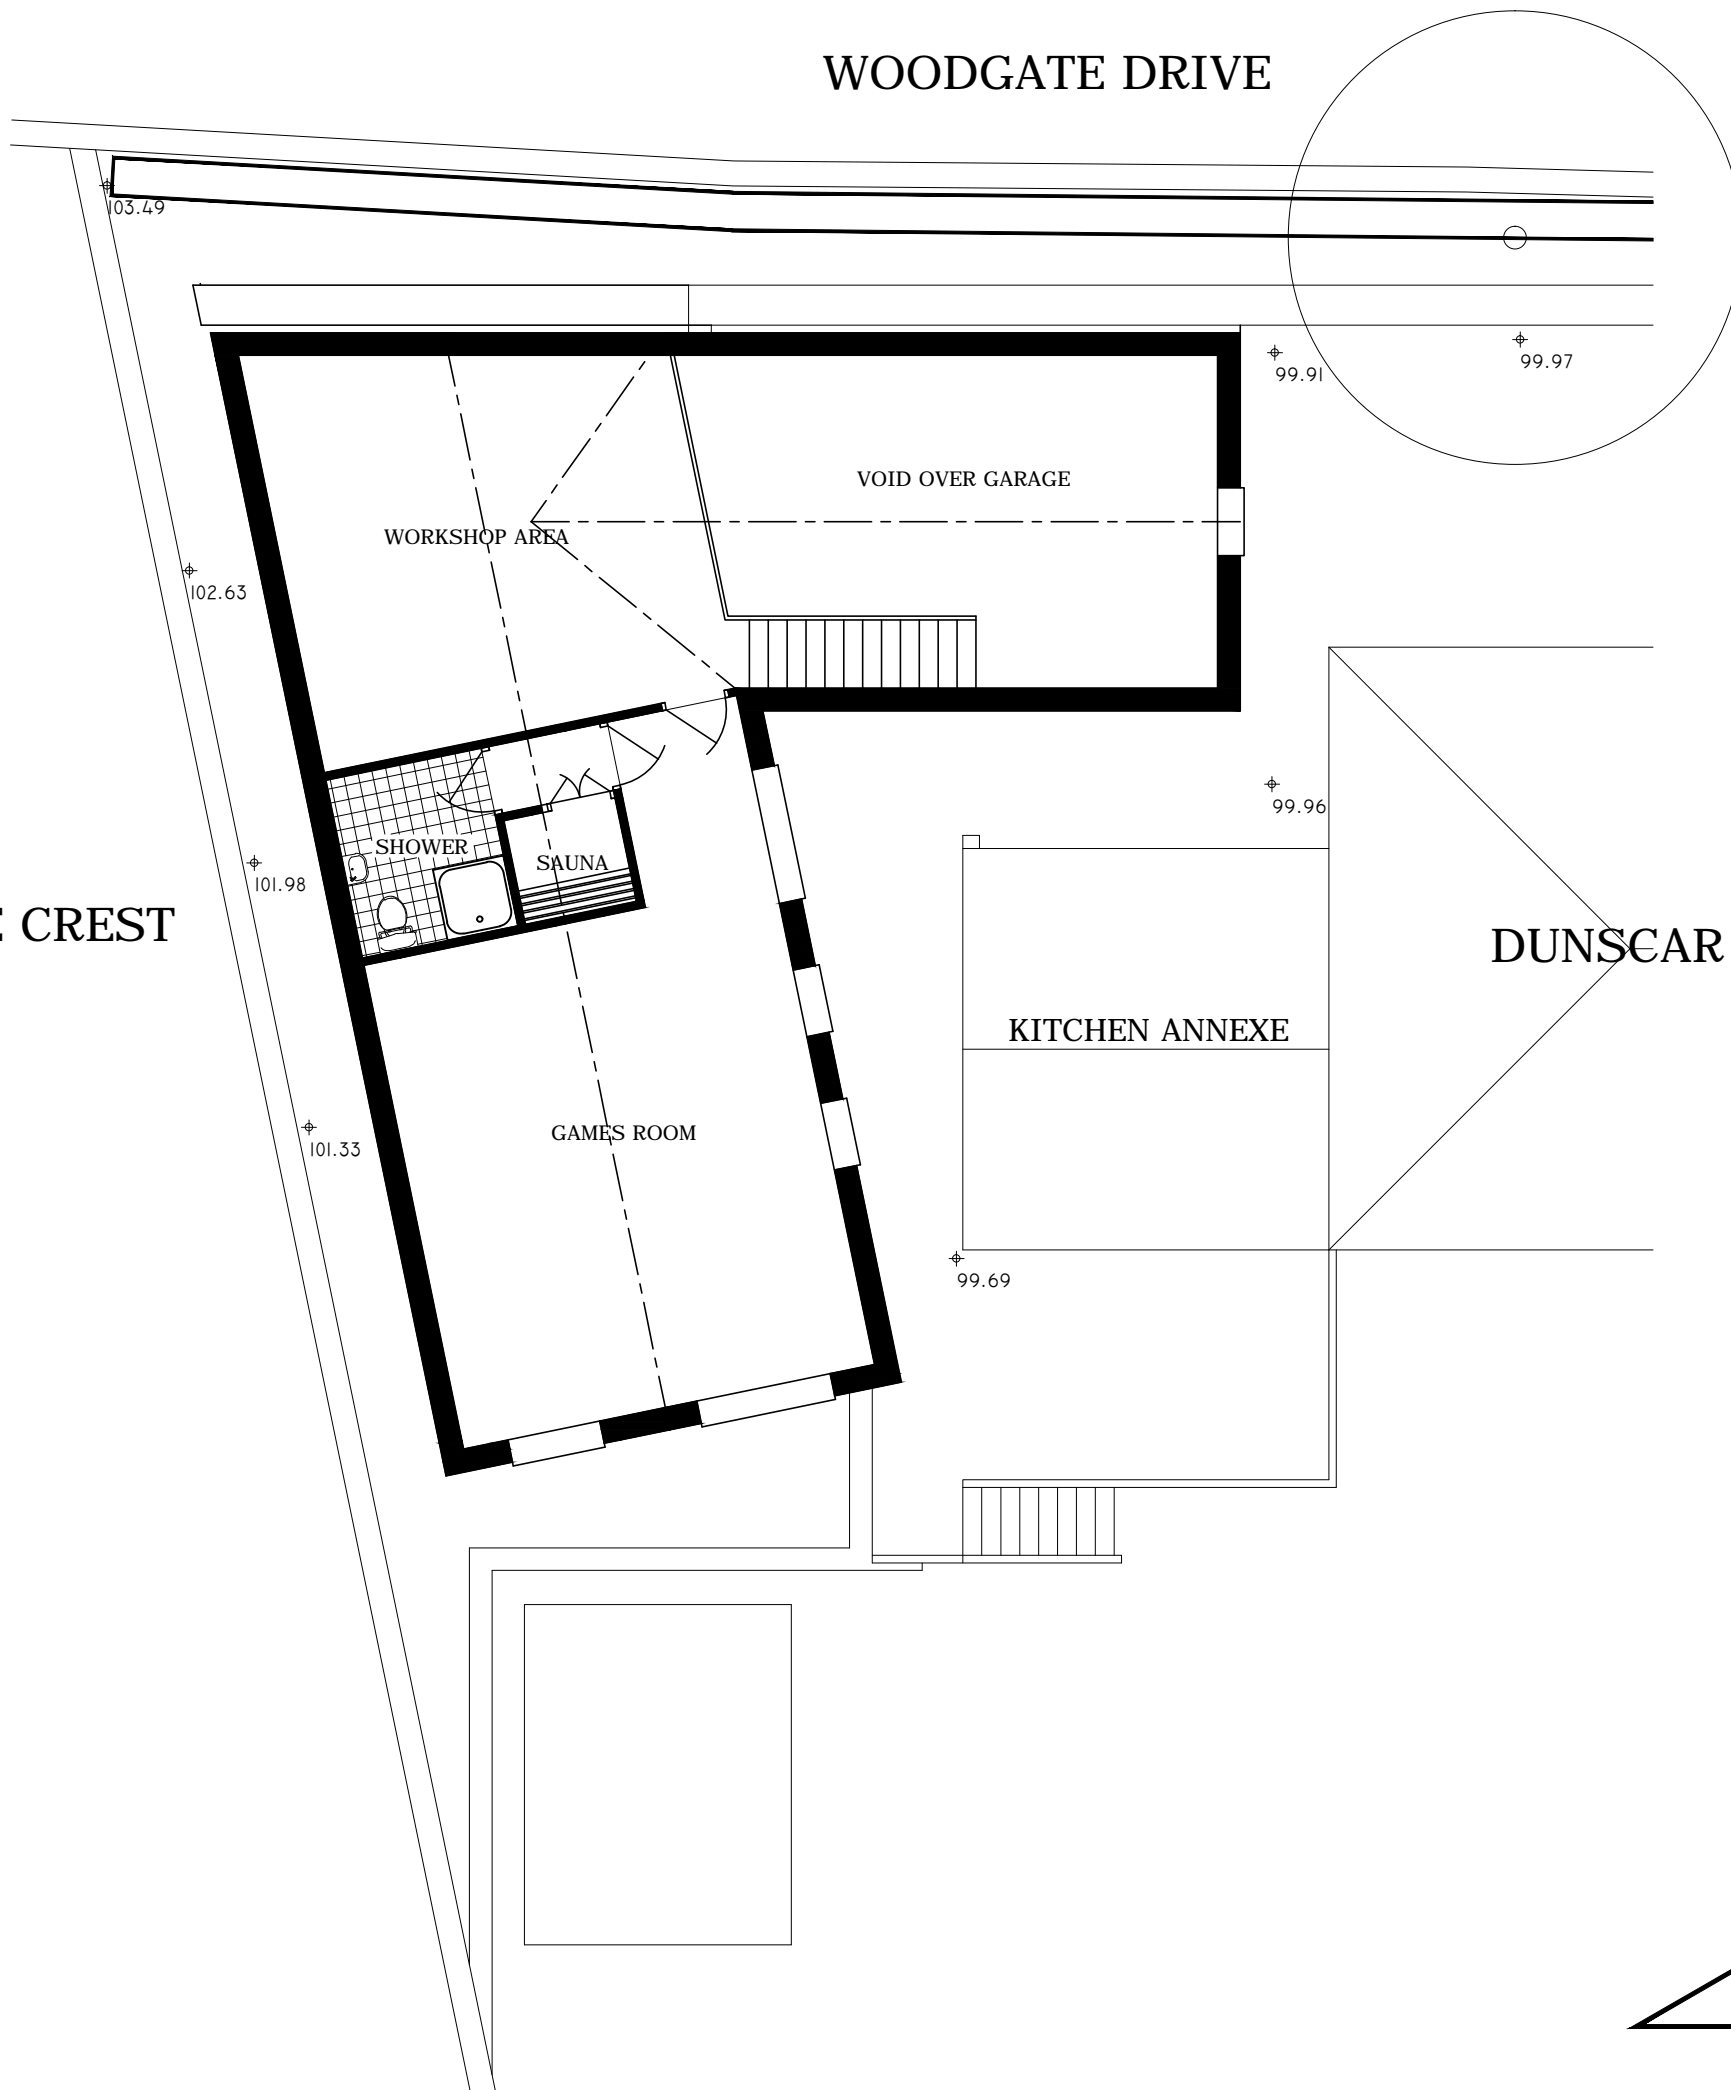 WOODGATE DRIVE
103.49
99.91
99.97
VOID OVER GARAGE
WORKSHOP AREA
102.63
99.96
SHOWER
SAUNA
101.98
CREST
DUNSCAR
KITCHEN ANNEXE
GAMES ROOM
101.33
99.69